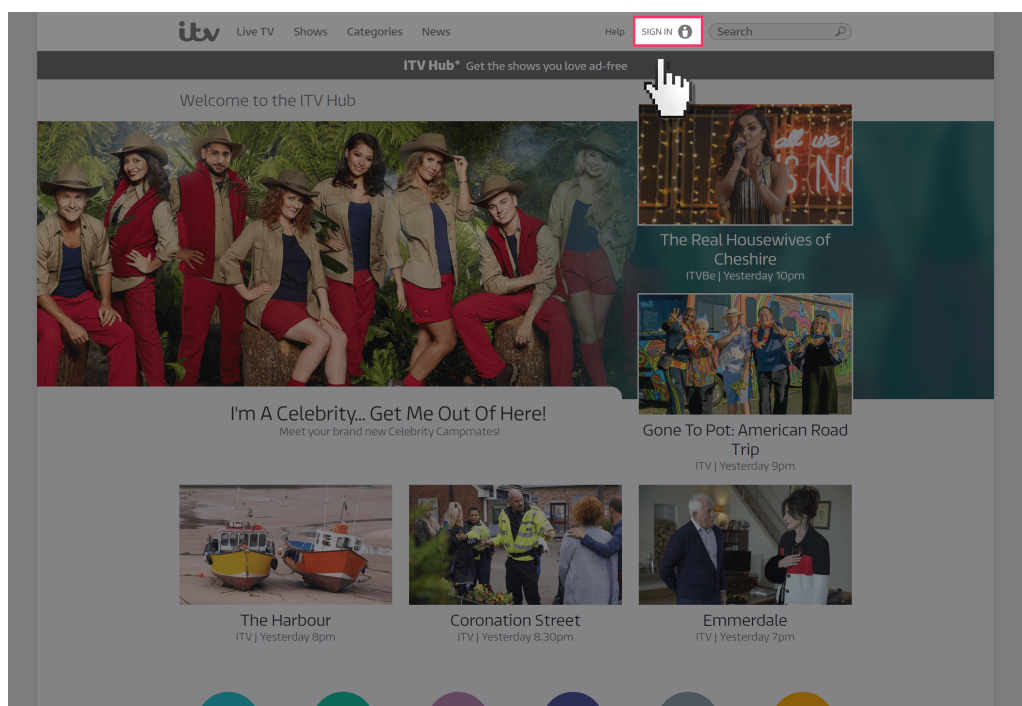 itv Live TV Shows Categories News Help SIGN IN Search
ITV Hub+ Get the shows you love ad-free
Welcome to the ITV Hub
all we
The Real Housewives of
Cheshire
ITVBe | Yesterday 10pm
I'm A Celebrity... Get Me Out Of Here!
Meet your brand new Celebrity Campmates!
Gone To Pot: American Road
Trip
ITV | Yesterday 9pm
The Harbour
ITV | Yesterday 8pm
Coronation Street
ITV | Yesterday 8.30pm
Emmerdale
ITV | Yesterday 7pm